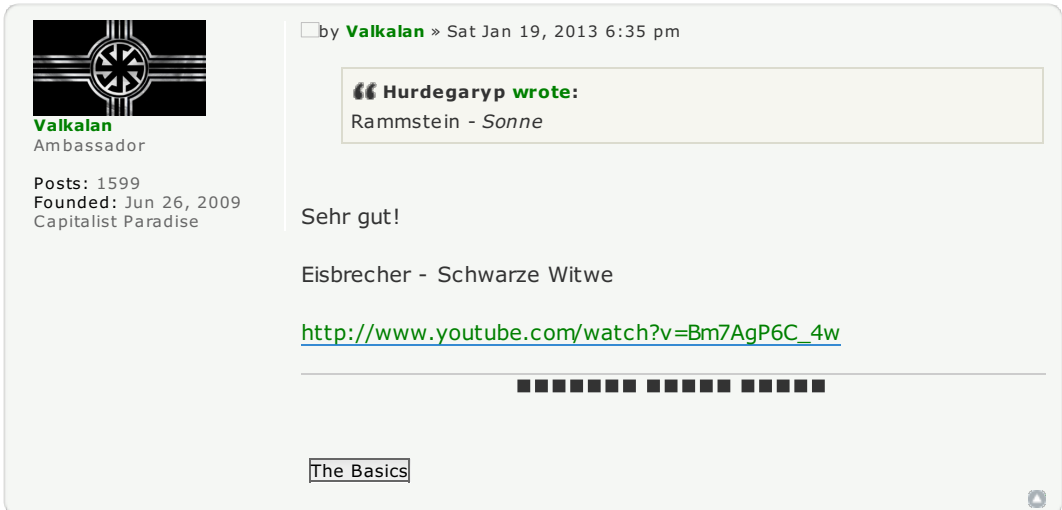 by Valkalan » Sat Jan 19, 2013 6:35 pm
Hurdegaryp wrote:
Rammstein - Sonne
Valkalan
Ambassador
Posts: 1599
Founded: Jun 26, 2009
Capitalist Paradise
Sehr gut!
Eisbrecher - Schwarze Witwe
http://www.youtube.com/watch?v=Bm7AgP6C_4w
■■■■■■■ ■■■■■ ■■■■■
The Basics